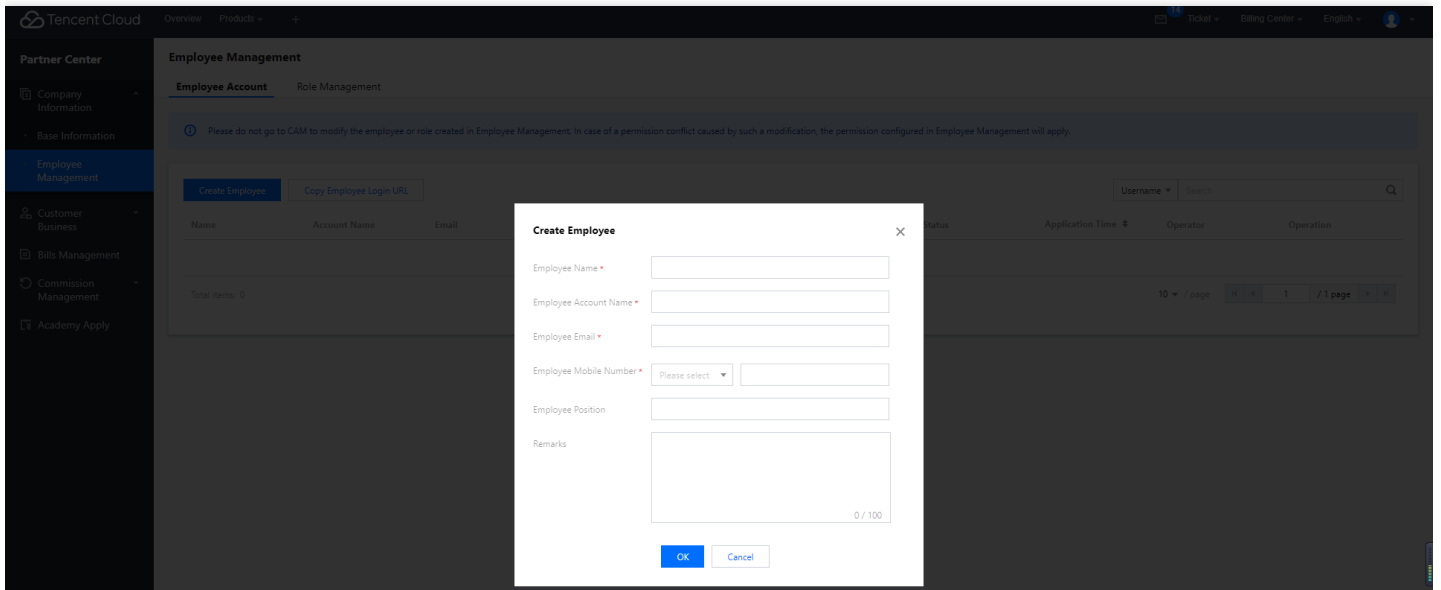 Tencent Cloud
Overview
Products
14
Ticket
Billing Center
English
Partner Center
Company
Information
Base Information
Employee
Management
Customer
Business
Bills Management
Commission
Management
Academy Apply
Employee Management
Employee Account
Role Management
Please do not go to CAM to modify the employee or role created in Employee Management. In case of a permission conflict caused by such a modification, the permission configured in Employee Management will apply.
Create Employee
Copy Employee Login URL
Username
Search
Name
Account Name
Email
Status
Application Time
Operator
Operation
Total items: 0
10 / page
1
/ 1 page
Create Employee
Employee Name *
Employee Account Name *
Employee Email *
Employee Mobile Number *
Please select
Employee Position
Remarks
0 / 100
OK
Cancel